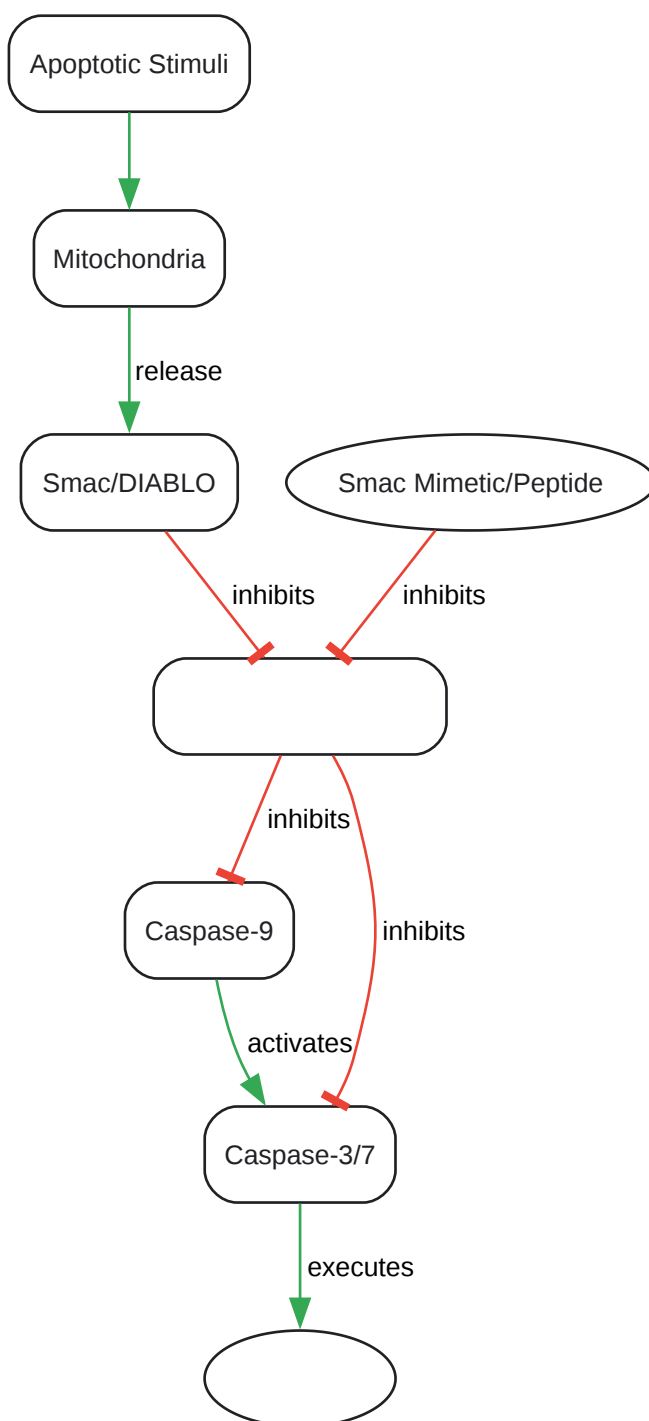 Apoptotic Stimuli
Mitochondria
release
Smac/DIABLO
Smac Mimetic/Peptide
inhibits
inhibits
inhibits
Caspase-9
inhibits
activates
Caspase-3/7
executes